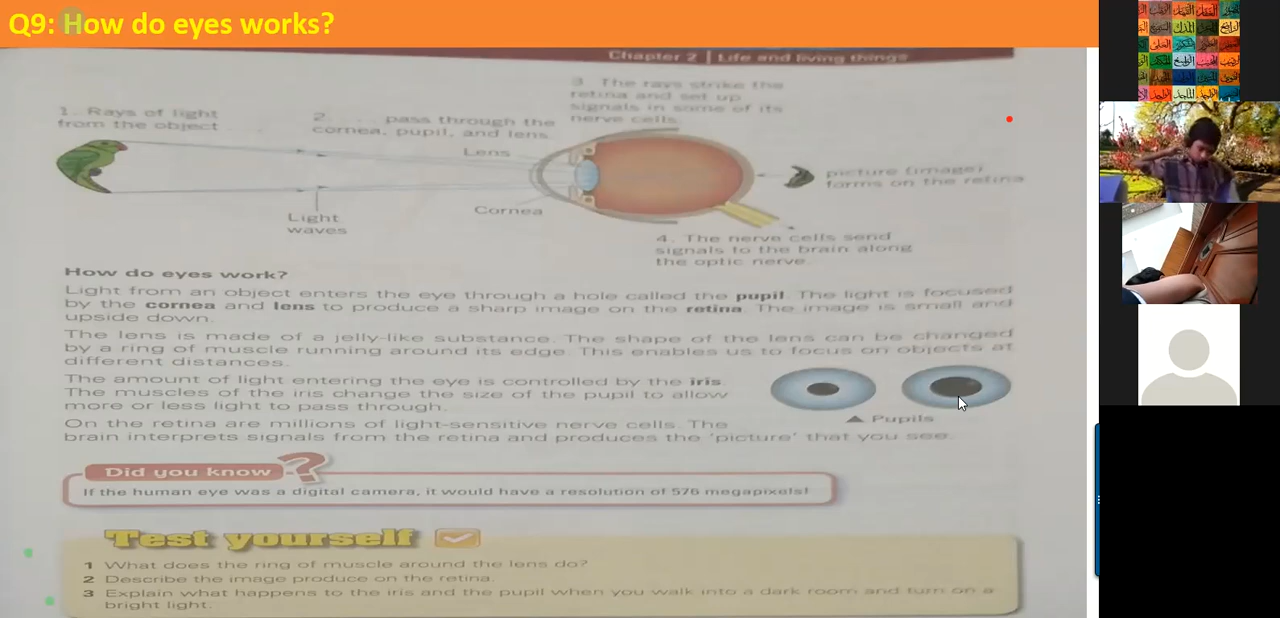 Q9: How do eyes works?
Chapter 2 | Life and living things
1. Rays of light
from the object
2. . . . pass through the
cornea, pupil, and lens.
3. The rays strike the
retina and set up
signals in some of its
nerve cells.
Lens
Cornea
Light
waves
picture (image)
forms on the retina
4. The nerve cells send
signals to the brain along
the optic nerve.
How do eyes work?
Light from an object enters the eye through a hole called the pupil. The light is focused
by the cornea and lens to produce a sharp image on the retina. The image is small and
upside down.
The lens is made of a jelly-like substance. The shape of the lens can be changed
by a ring of muscle running around its edge. This enables us to focus on objects at
different distances.
The amount of light entering the eye is controlled by the iris.
The muscles of the iris change the size of the pupil to allow
more or less light to pass through.
▲ Pupils
On the retina are millions of light-sensitive nerve cells. The
brain interprets signals from the retina and produces the 'picture' that you see.
Did you know ?
If the human eye was a digital camera, it would have a resolution of 576 megapixels!
Test yourself
1 What does the ring of muscle around the lens do?
2 Describe the image produce on the retina.
3 Explain what happens to the iris and the pupil when you walk into a dark room and turn on a
bright light.